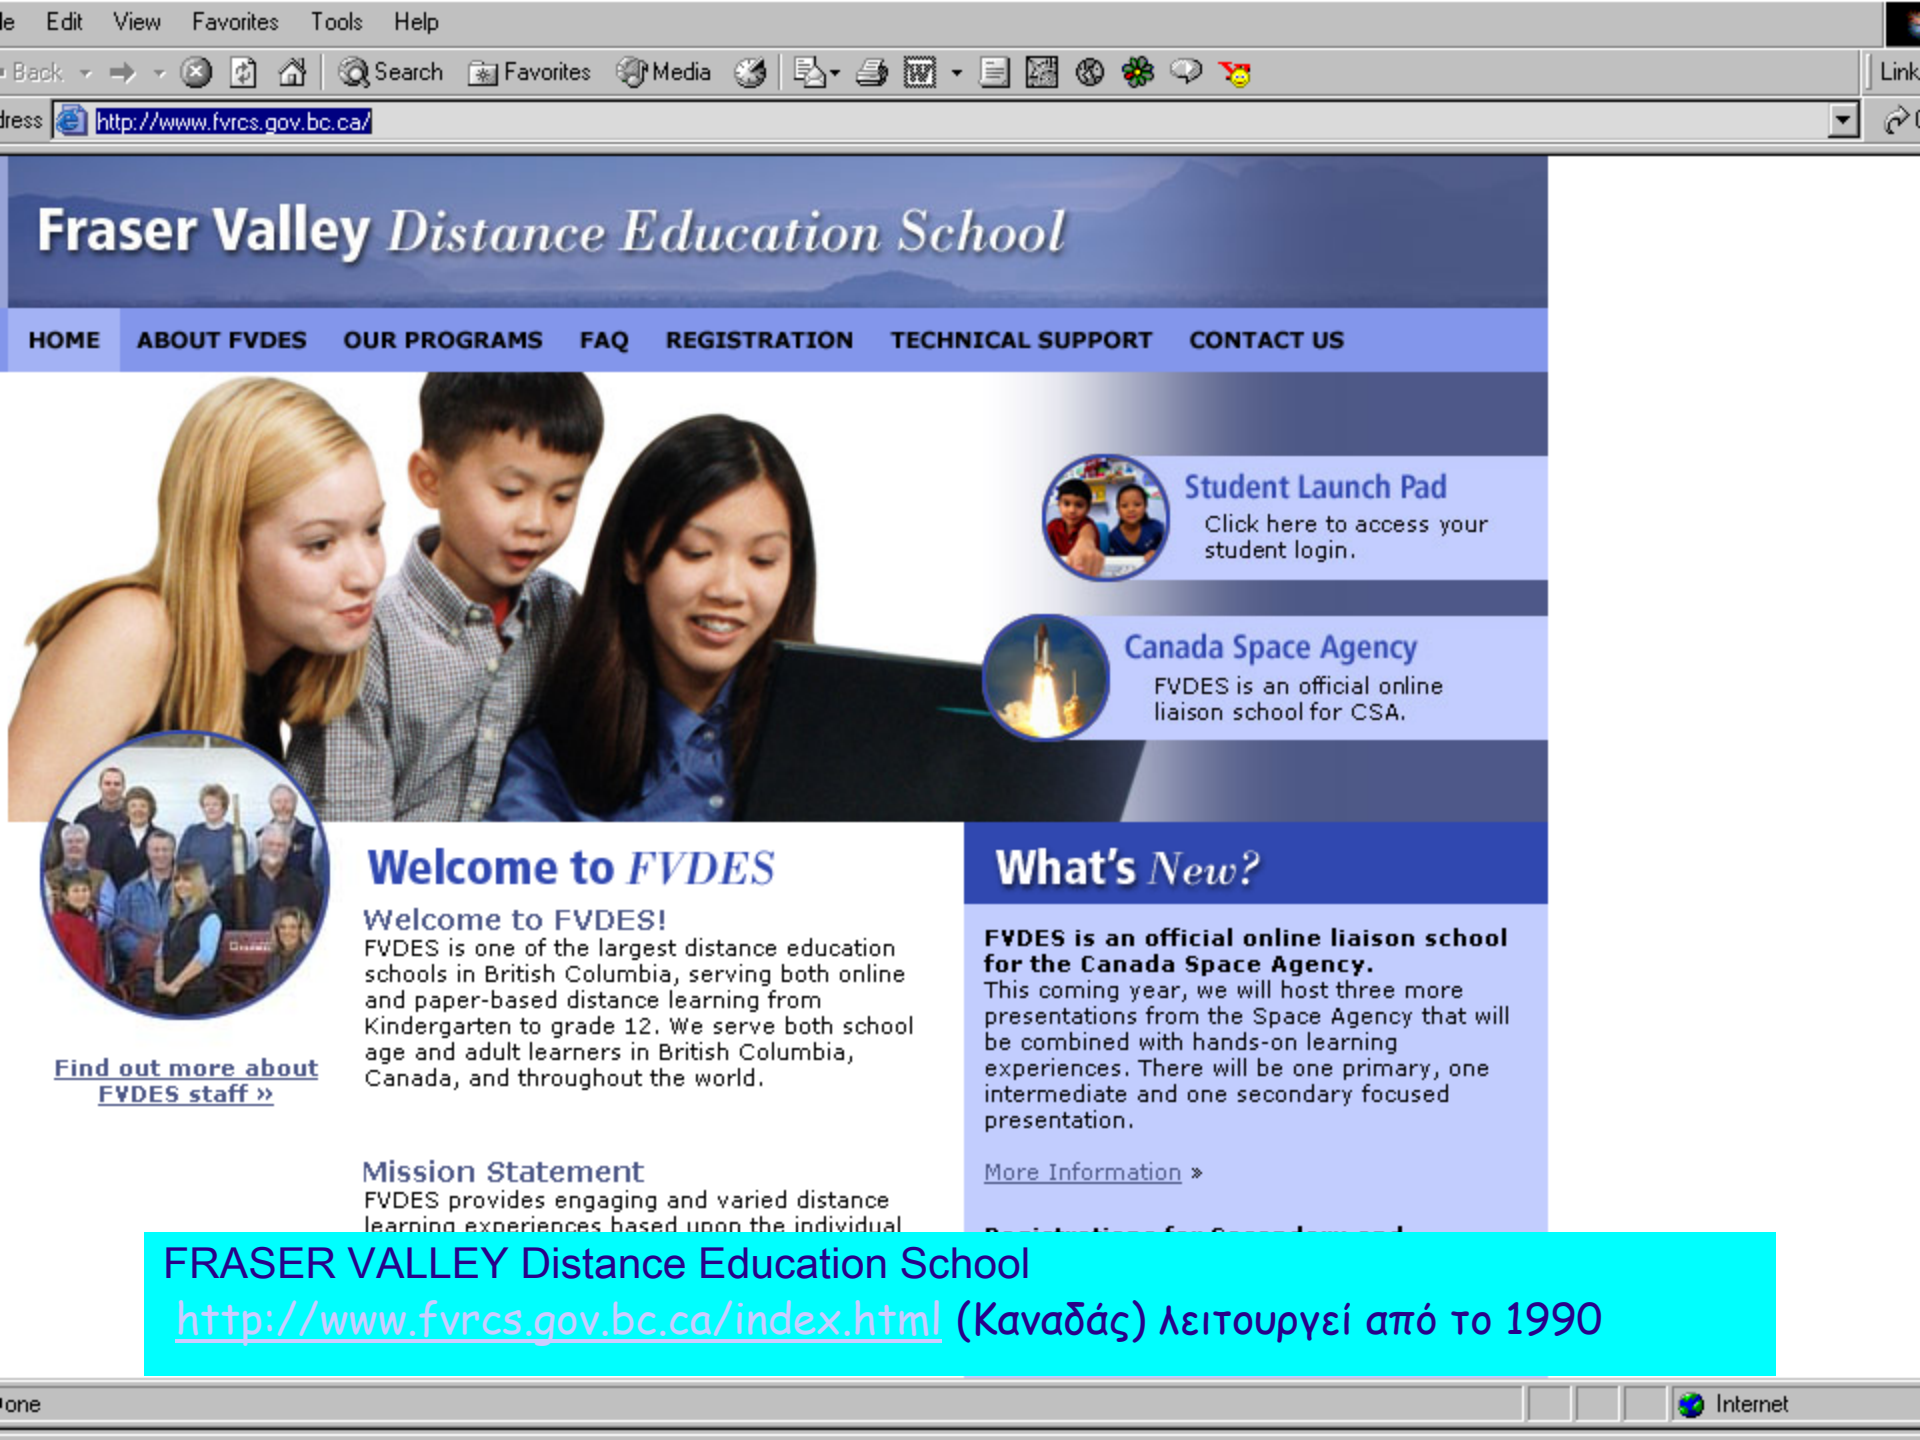 Edit View Favorites Tools Help
Back Search Favorites Media
http://www.fvrcs.gov.bc.ca/
Fraser Valley Distance Education School
HOME ABOUT FVDES OUR PROGRAMS FAQ REGISTRATION TECHNICAL SUPPORT CONTACT US
Student Launch Pad
Click here to access your
student login.
Canada Space Agency
FVDES is an official online
liaison school for CSA.
Find out more about
FVDES staff »
Welcome to FVDES
Welcome to FVDES!
FVDES is one of the largest distance education
schools in British Columbia, serving both online
and paper-based distance learning from
Kindergarten to grade 12. We serve both school
age and adult learners in British Columbia,
Canada, and throughout the world.
Mission Statement
FVDES provides engaging and varied distance
learning experiences based upon the individual
What's New?
FVDES is an official online liaison school
for the Canada Space Agency.
This coming year, we will host three more
presentations from the Space Agency that will
be combined with hands-on learning
experiences. There will be one primary, one
intermediate and one secondary focused
presentation.
More Information »
FRASER VALLEY Distance Education School
http://www.fvrcs.gov.bc.ca/index.html (Καναδάς) λειτουργεί από το 1990
Internet